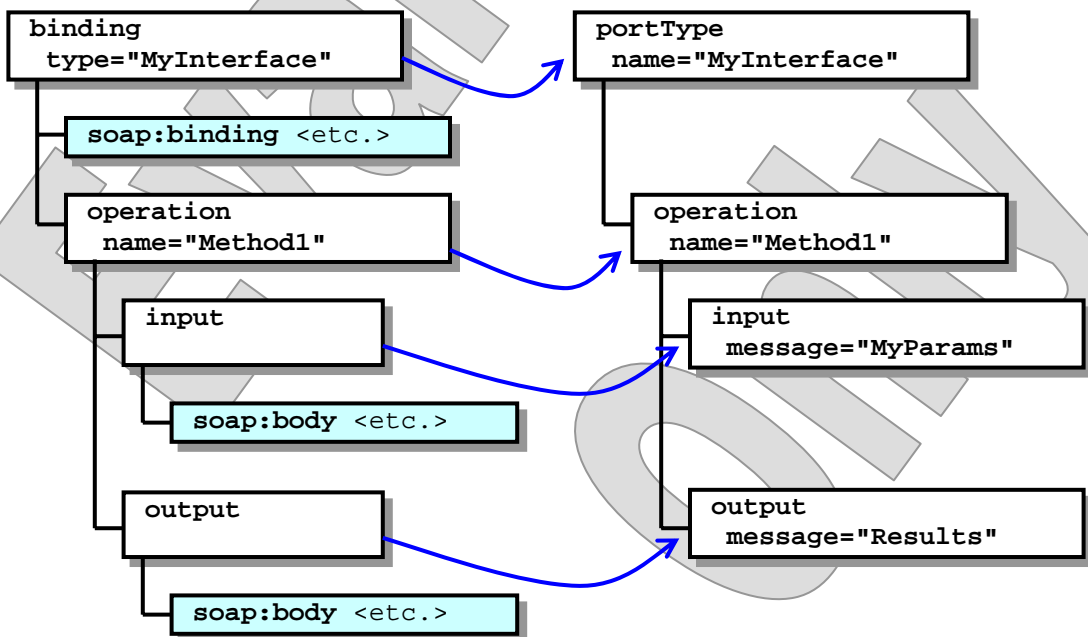 binding
type="MyInterface"
portType
name="MyInterface"
soap:binding <etc.>
operation
name="Method1"
operation
name="Method1"
input
input
message="MyParams"
soap:body <etc.>
output
output
message="Results"
soap:body <etc.>